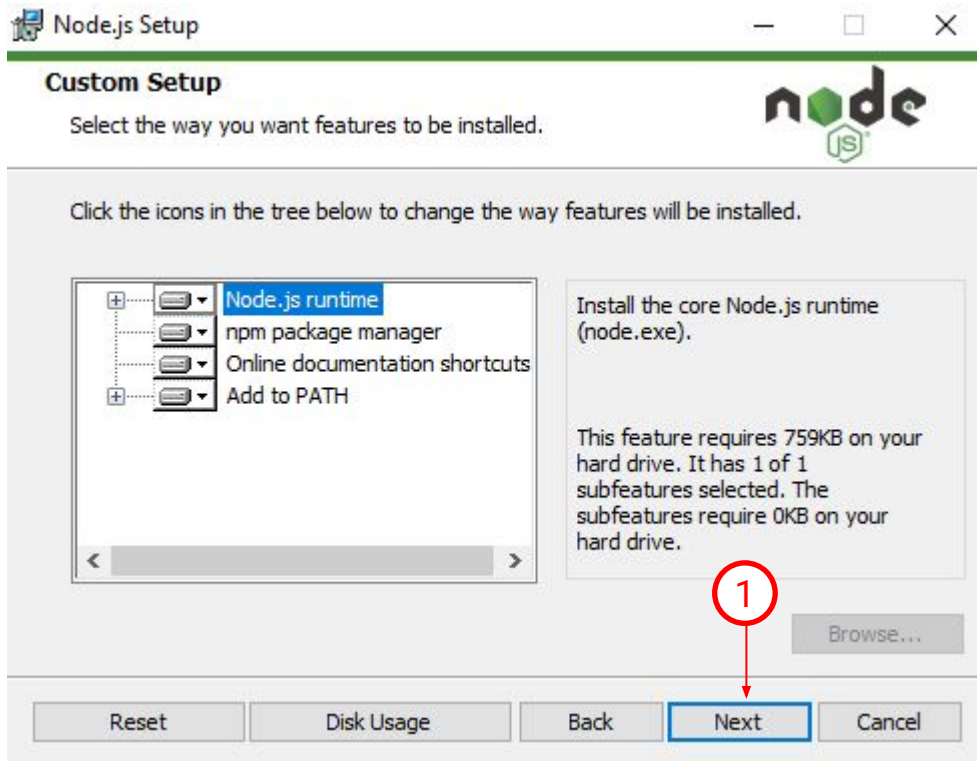 Node.js Setup
Custom Setup
Select the way you want features to be installed.
node
JS
Click the icons in the tree below to change the way features will be installed.
Node.js runtime
npm package manager
Online documentation shortcuts
Add to PATH
Install the core Node.js runtime
(node.exe).
This feature requires 759KB on your
hard drive. It has 1 of 1
subfeatures selected. The
subfeatures require 0KB on your
hard drive.
1
Browse...
Reset
Disk Usage
Back
Next
Cancel